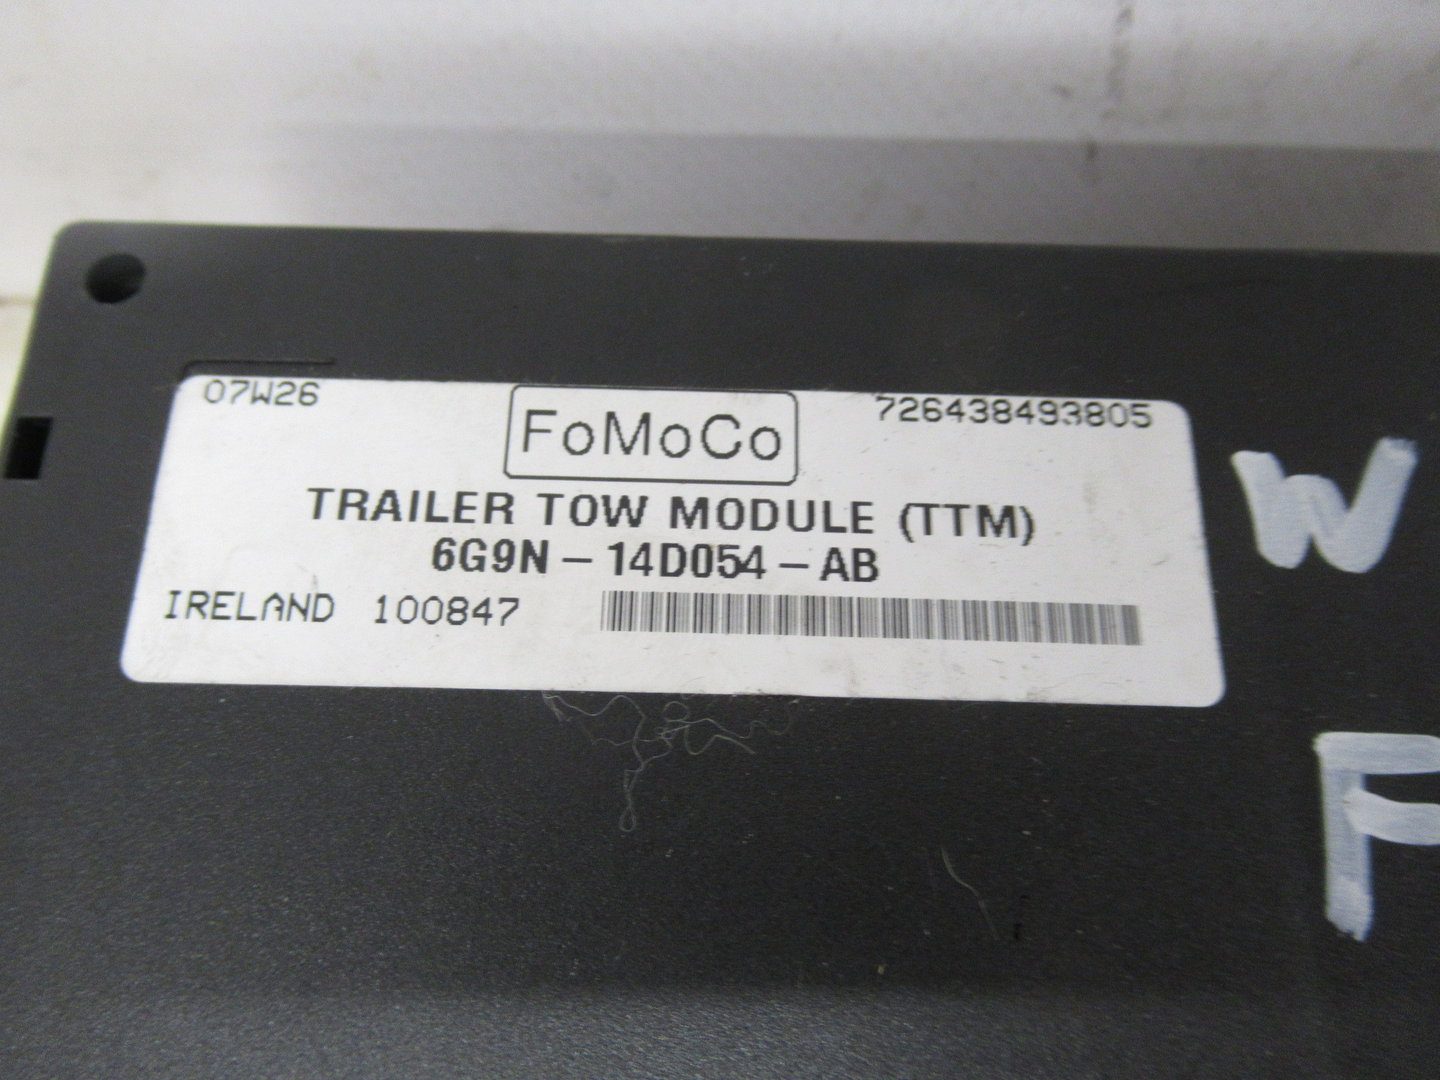 07W26
FoMoCo
726438493805
TRAILER TOW MODULE (TTM)
6G9N - 14D054 - AB
IRELAND 100847
W
F